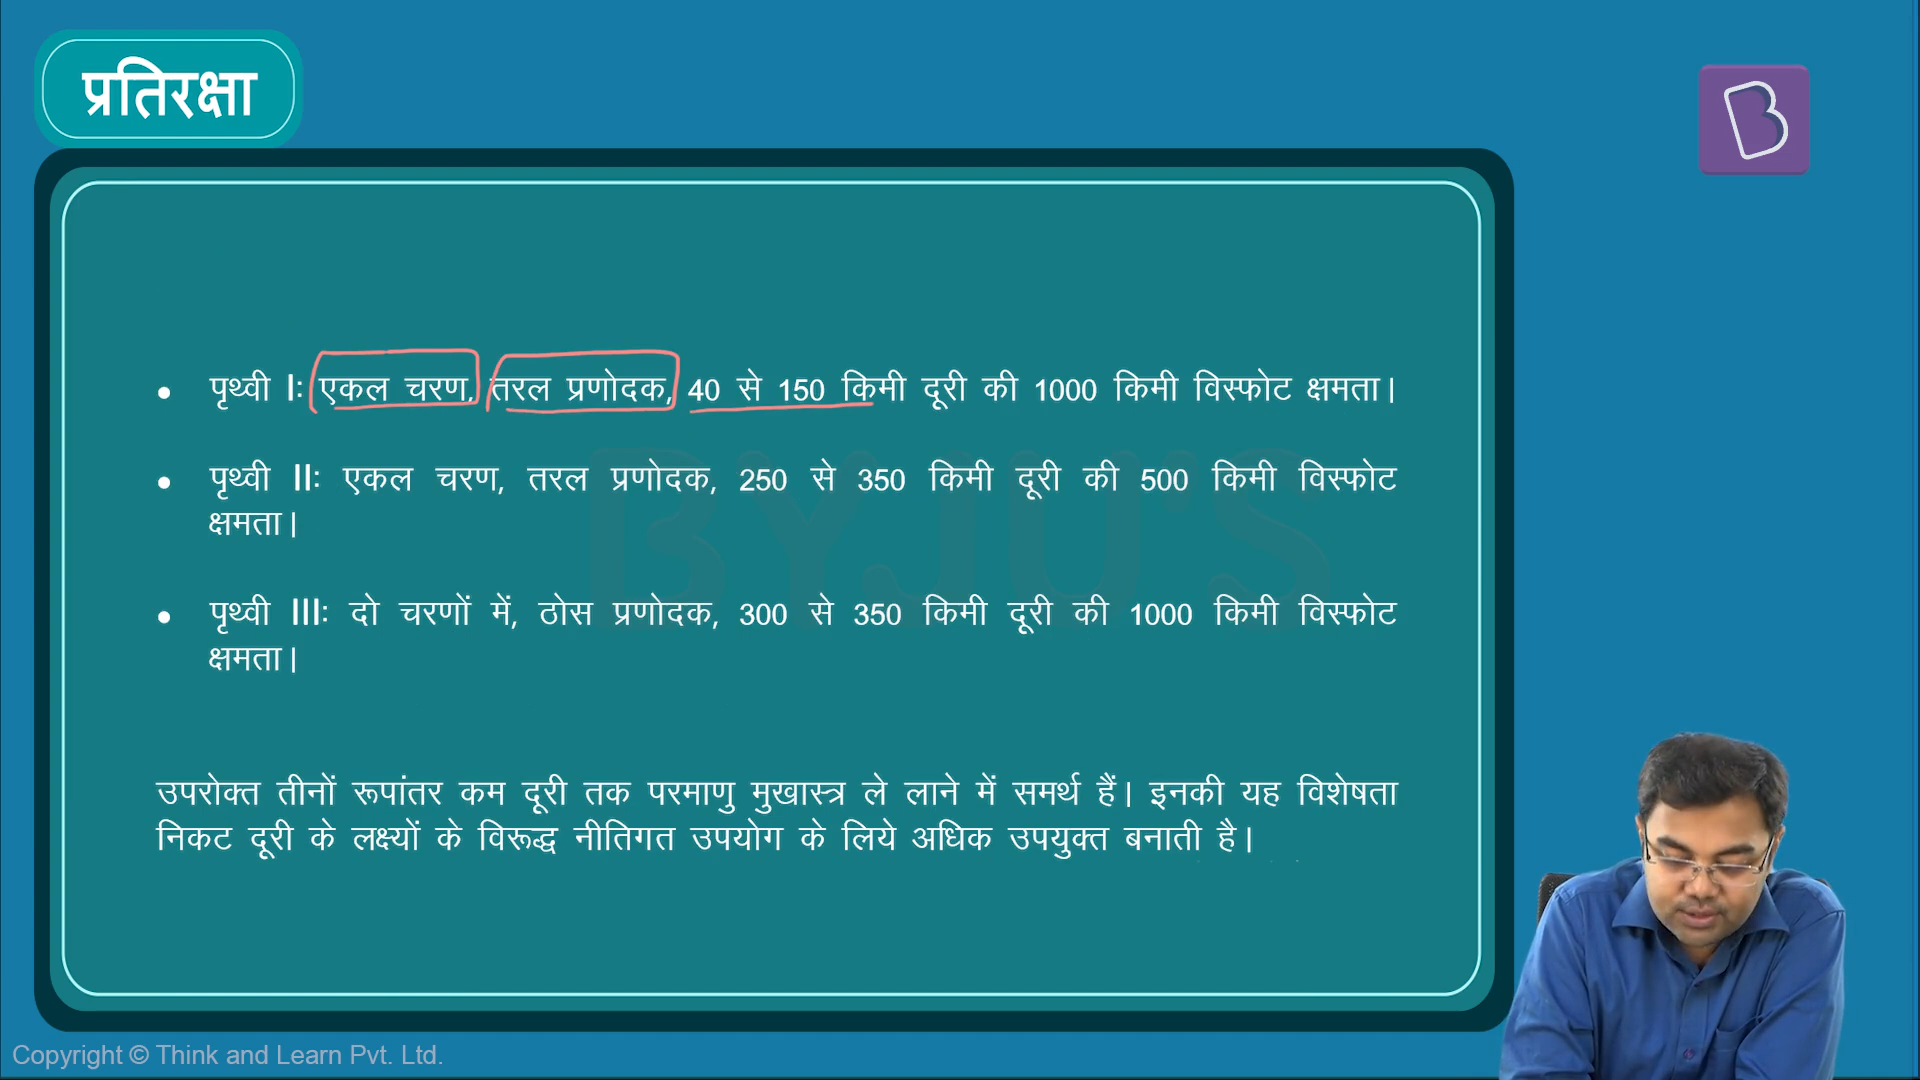 प्रतिरक्षा
B
• पृथ्वी I: एकल चरण, तरल प्रणोदक, 40 से 150 किमी दूरी की 1000 किमी विस्फोट क्षमता।
• पृथ्वी II: एकल चरण, तरल प्रणोदक, 250 से 350 किमी दूरी की 500 किमी विस्फोट
क्षमता।
BYJU'S
• पृथ्वी III: दो चरणों में, ठोस प्रणोदक, 300 से 350 किमी दूरी की 1000 किमी विस्फोट
क्षमता।
उपरोक्त तीनों रूपांतर कम दूरी तक परमाणु मुखास्त्र ले लाने में समर्थ हैं। इनकी यह विशेषता
निकट दूरी के लक्ष्यों के विरूद्ध नीतिगत उपयोग के लिये अधिक उपयुक्त बनाती है।
Copyright © Think and Learn Pvt. Ltd.